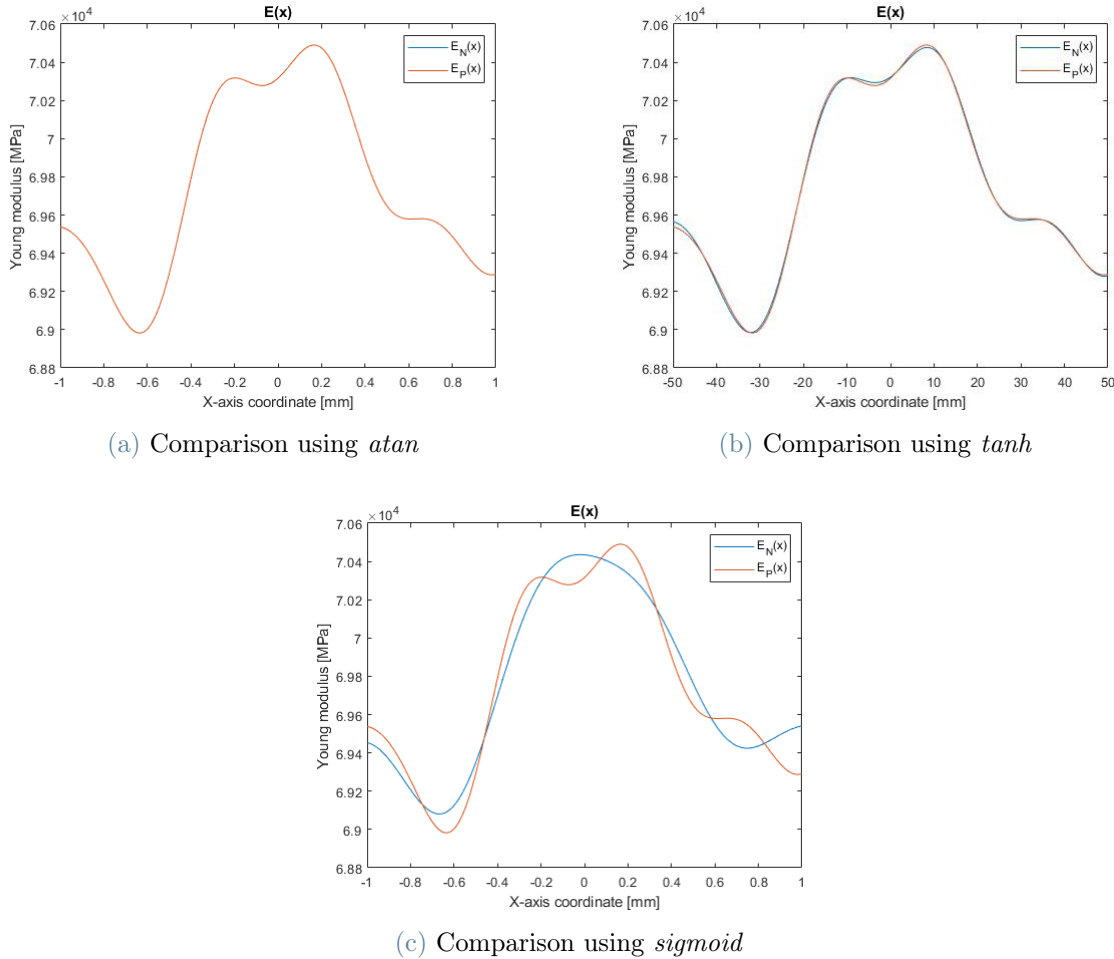 E(x)
×10^4
7.06
7.04
7.02
7
6.98
6.96
6.94
6.92
6.9
6.88
Young modulus [MPa]
E_N(x)
E_P(x)
-1 -0.8 -0.6 -0.4 -0.2 0 0.2 0.4 0.6 0.8 1
X-axis coordinate [mm]
(a) Comparison using atan
E(x)
×10^4
7.06
7.04
7.02
7
6.98
6.96
6.94
6.92
6.9
6.88
Young modulus [MPa]
E_N(x)
E_P(x)
-50 -40 -30 -20 -10 0 10 20 30 40 50
X-axis coordinate [mm]
(b) Comparison using tanh
E(x)
×10^4
7.06
7.04
7.02
7
6.98
6.96
6.94
6.92
6.9
6.88
Young modulus [MPa]
E_N(x)
E_P(x)
-1 -0.8 -0.6 -0.4 -0.2 0 0.2 0.4 0.6 0.8 1
X-axis coordinate [mm]
(c) Comparison using sigmoid